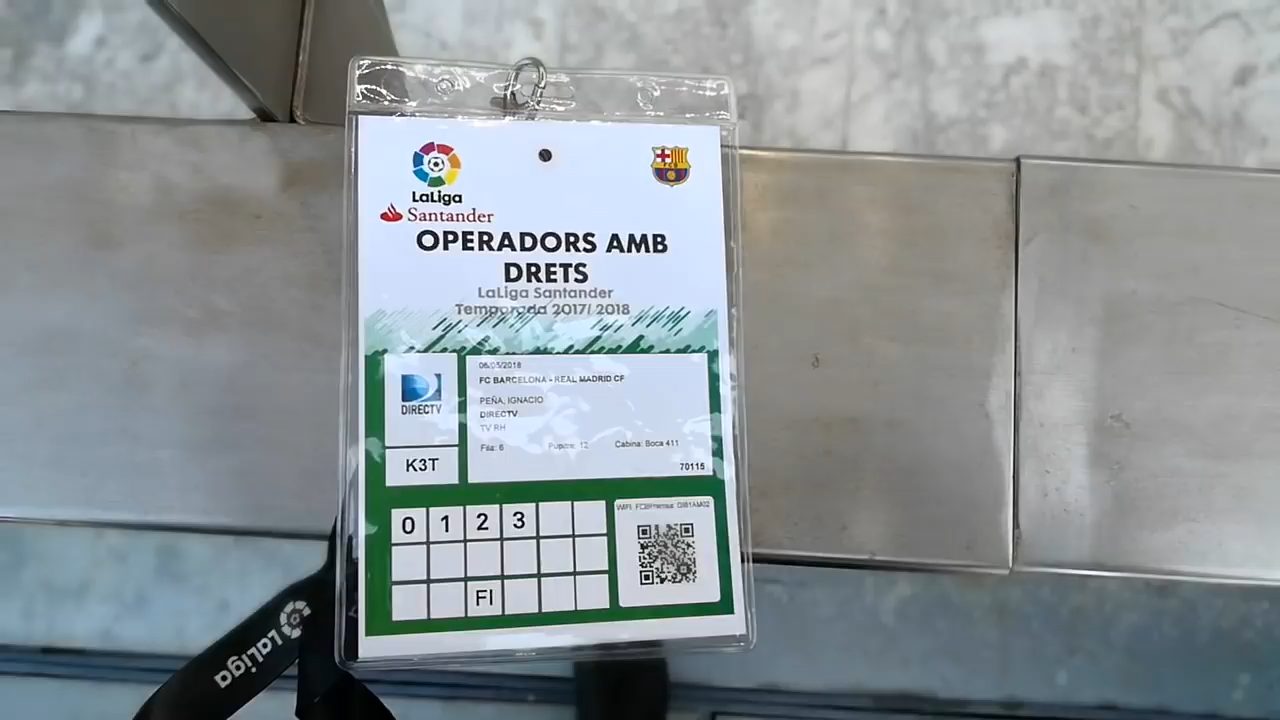 LaLiga
Santander
OPERADORS AMB
DRETS
LaLiga Santander
Temporada 2017/ 2018
06/05/2018
FC BARCELONA - REAL MADRID CF
PEÑA, IGNACIO
DIRECTV
TV RH
Fila: 6 Pupitre: 12 Cabina: Boca 411
70115
DIRECTV
K3T
0 1 2 3
FI
WIFI:
LaLiga